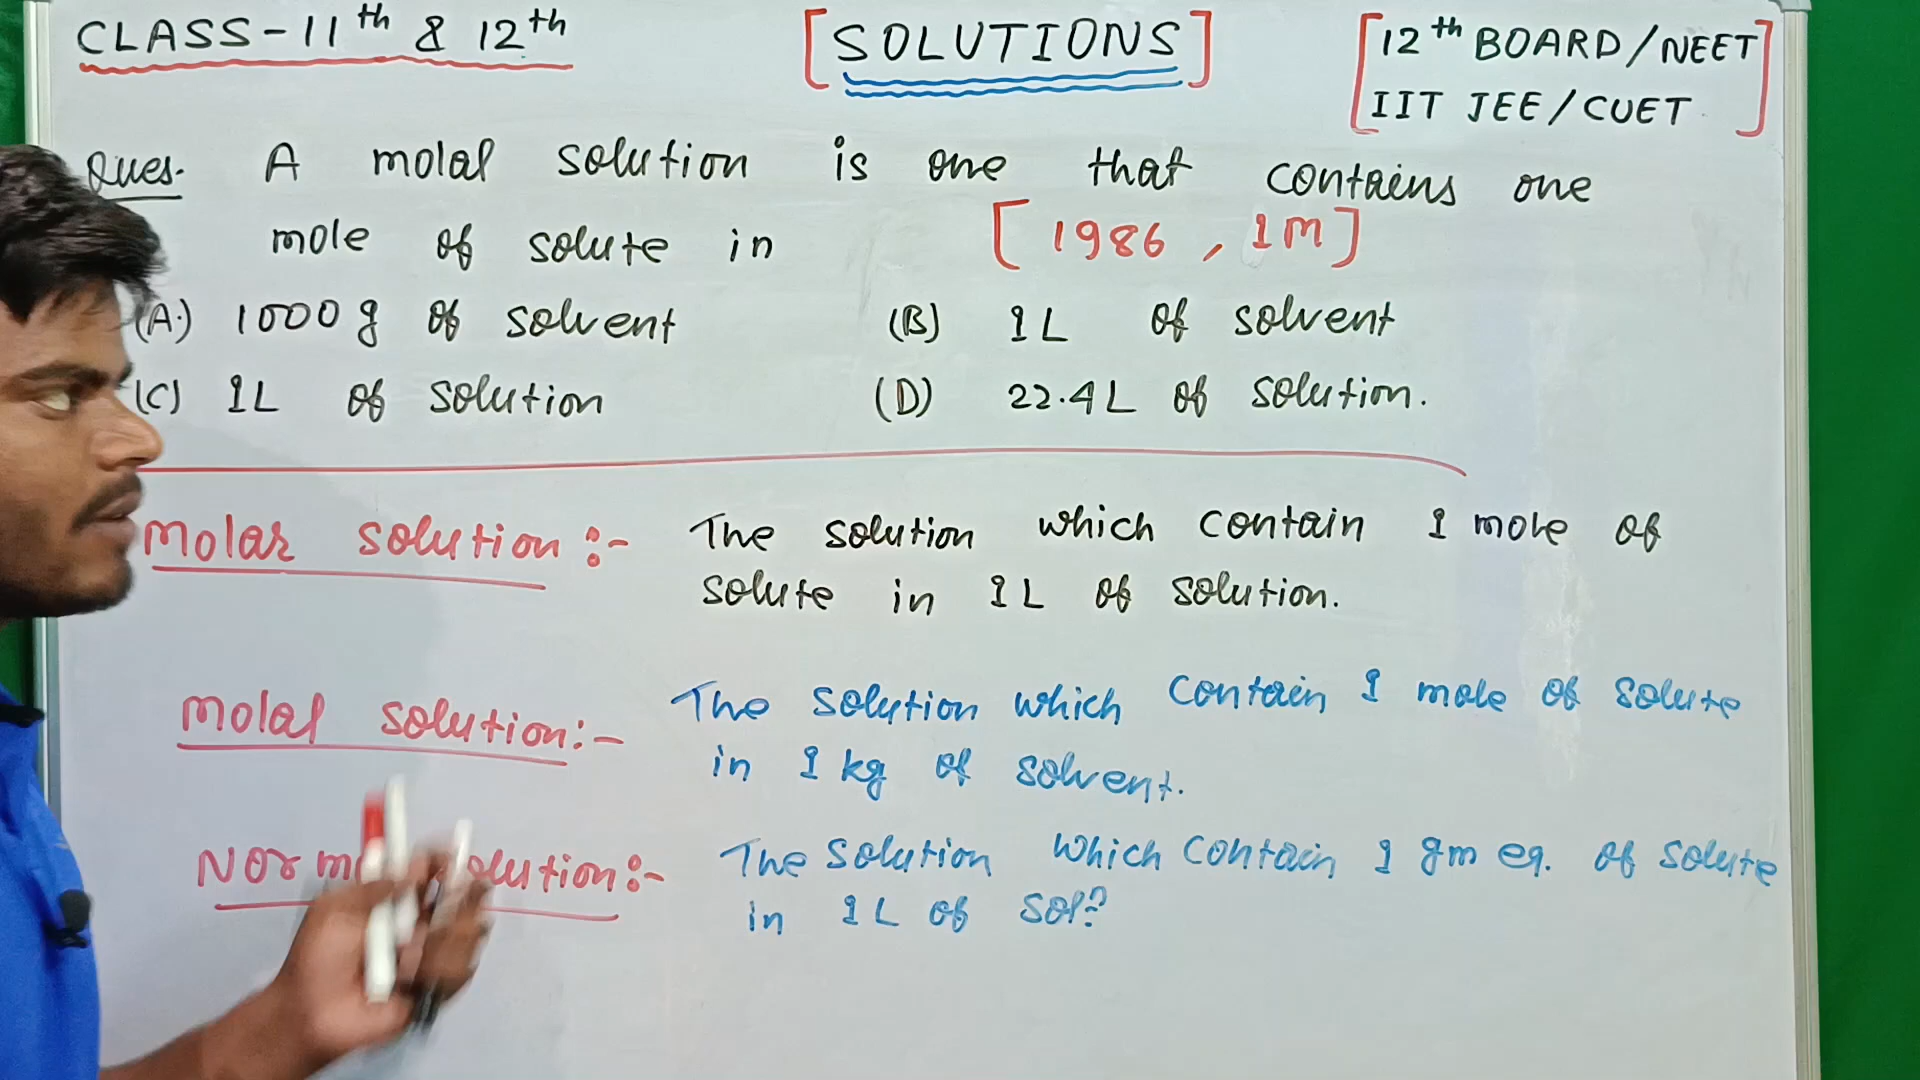 CLASS-11th & 12th
[SOLUTIONS]
[12th BOARD/NEET
IIT JEE/CUET]
Ques. A molal solution is one that contains one
mole of solute in [1986, 1M]
(A) 1000 g of solvent (B) 1L of solvent
(C) 1L of solution (D) 22.4L of solution.
Molar solution:- The solution which contain 1 mole of
solute in 1L of solution.
Molal solution:- The solution which contain 1 mole of solute
in 1 kg of solvent.
solution:- The solution which contain 1 gm eq. of solute
in 1L of solⁿ